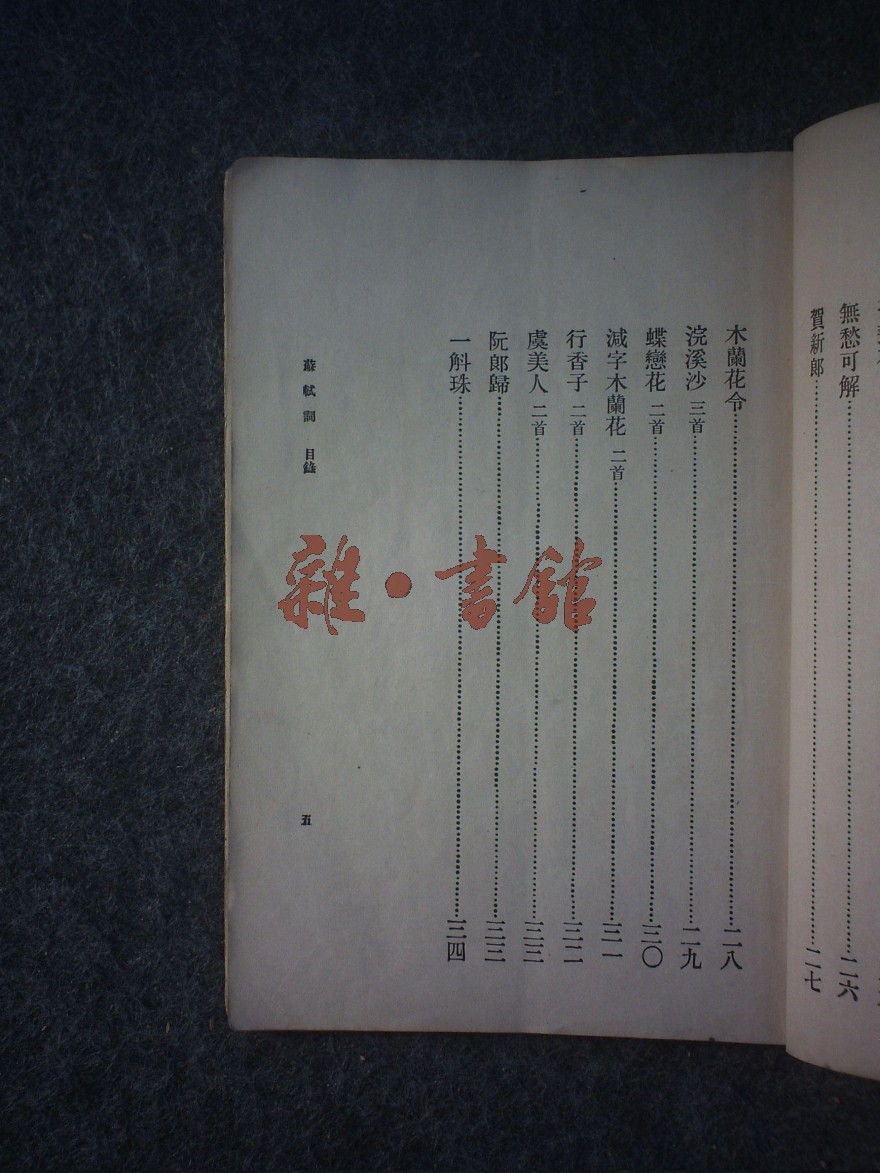 無愁可解……二六
賀新郎……二七
木蘭花令……二八
浣溪沙 三首……二九
蝶戀花 二首……三〇
減字木蘭花 二首……三一
行香子 二首……三二
虞美人 二首……三三
阮郎歸……三三
一斛珠……三四
蘇軾詞 目錄
五
雜·書館